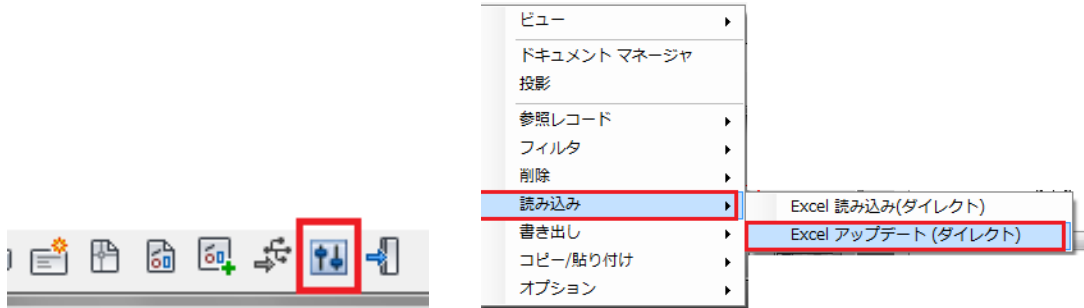 ビュー
ドキュメント マネージャ
投影
参照レコード
フィルタ
削除
読み込み
書き出し
コピー/貼り付け
オプション
Excel 読み込み(ダイレクト)
Excel アップデート (ダイレクト)